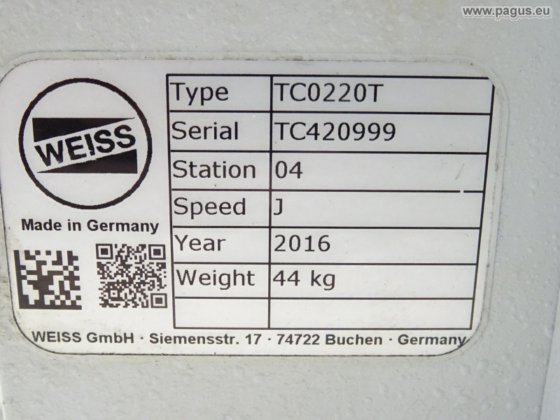 www.pagus.eu
WEISS
Made in Germany
Type TC0220T
Serial TC420999
Station 04
Speed J
Year 2016
Weight 44 kg
WEISS GmbH · Siemensstr. 17 · 74722 Buchen · Germany